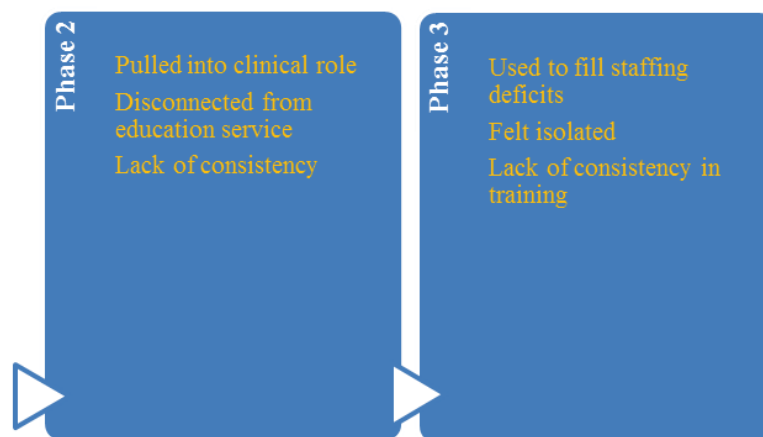 Phase 2
Pulled into clinical role
Disconnected from
education service
Lack of consistency
Phase 3
Used to fill staffing
deficits
Felt isolated
Lack of consistency in
training